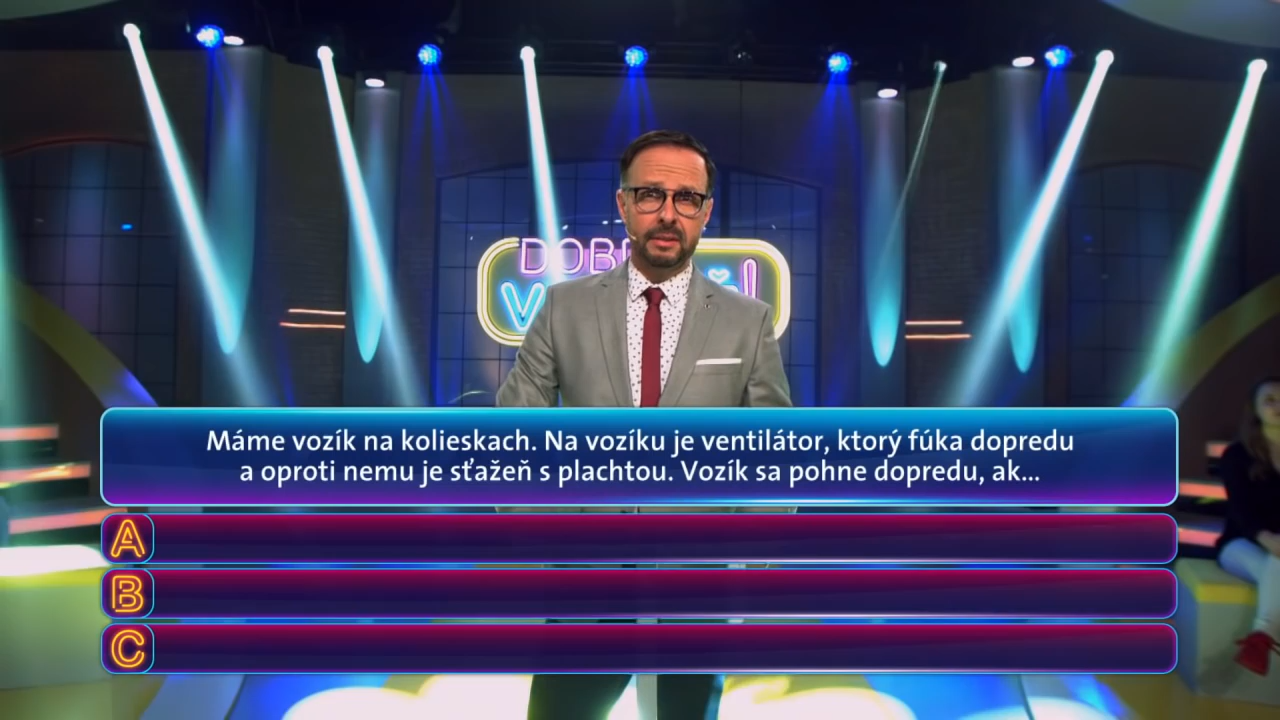 Máme vozík na kolieskach. Na vozíku je ventilátor, ktorý fúka dopredu
a oproti nemu je sťažeň s plachtou. Vozík sa pohne dopredu, ak...
A
B
C